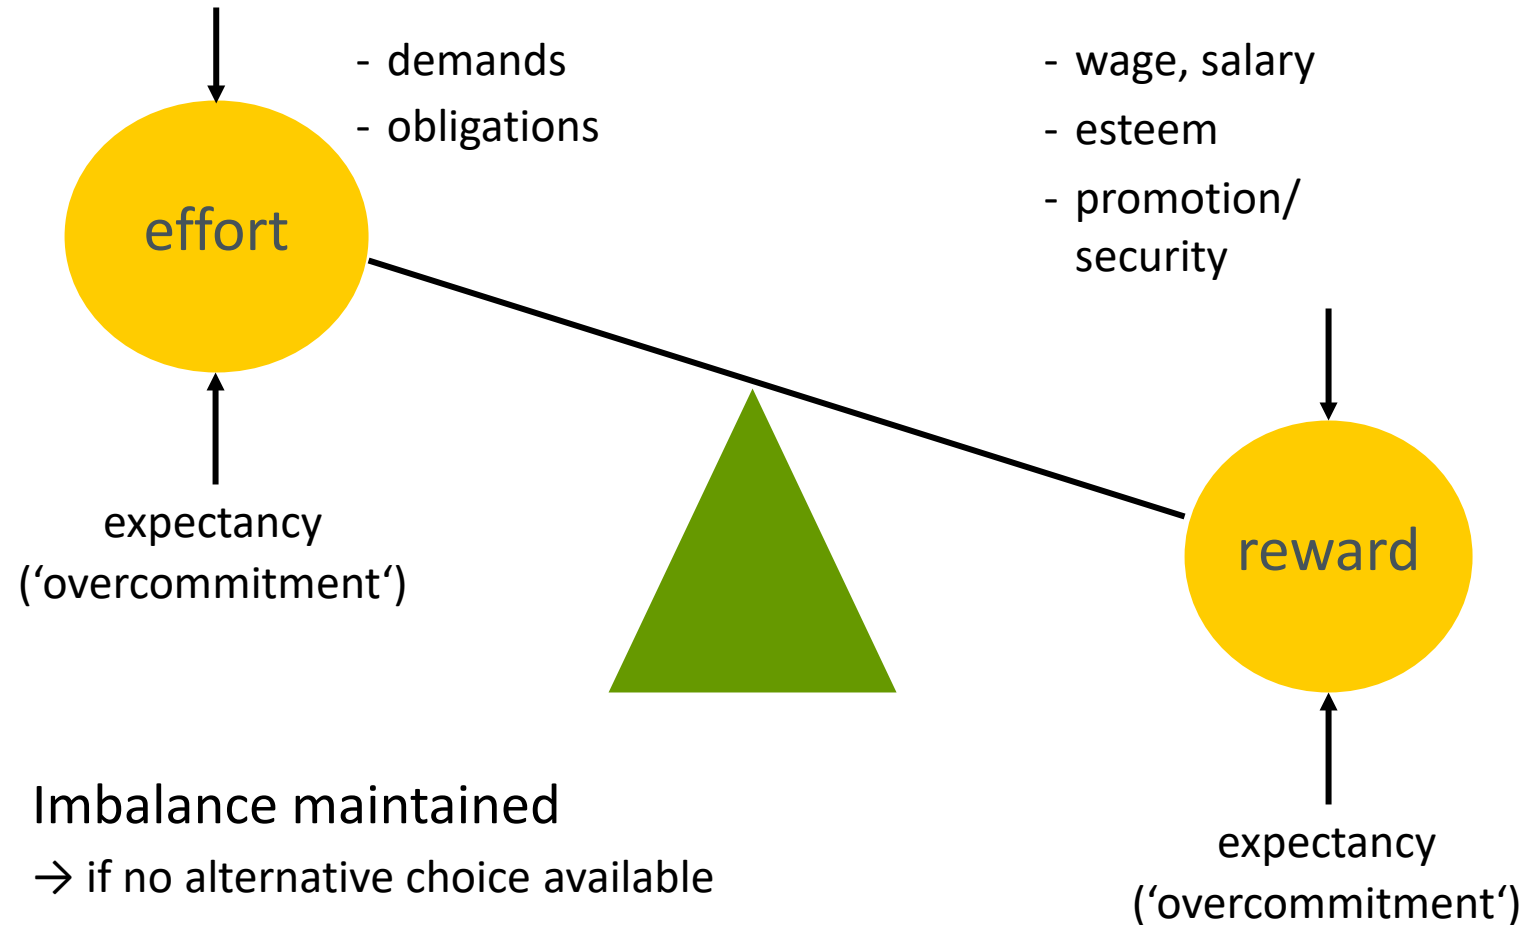 - demands
- obligations
effort
expectancy
(‘overcommitment‘)
- wage, salary
- esteem
- promotion/
security
reward
expectancy
(‘overcommitment‘)
Imbalance maintained
→ if no alternative choice available